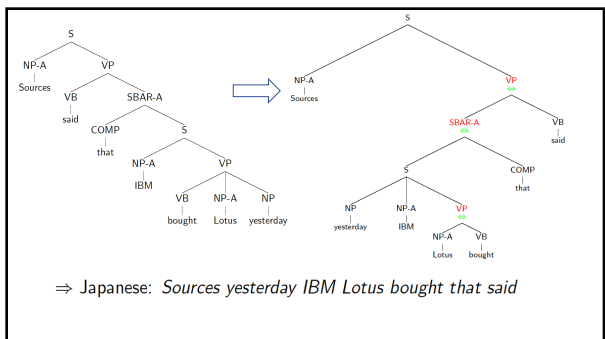 S
NP-A VP
Sources
VB SBAR-A
said
COMP S
that
NP-A VP
IBM
VB NP-A NP
bought Lotus yesterday
S
NP-A VP
⇔
Sources
SBAR-A VB
⇔
said
S COMP
that
NP NP-A VP
⇔
yesterday IBM
NP-A VB
Lotus bought
⇒ Japanese: Sources yesterday IBM Lotus bought that said